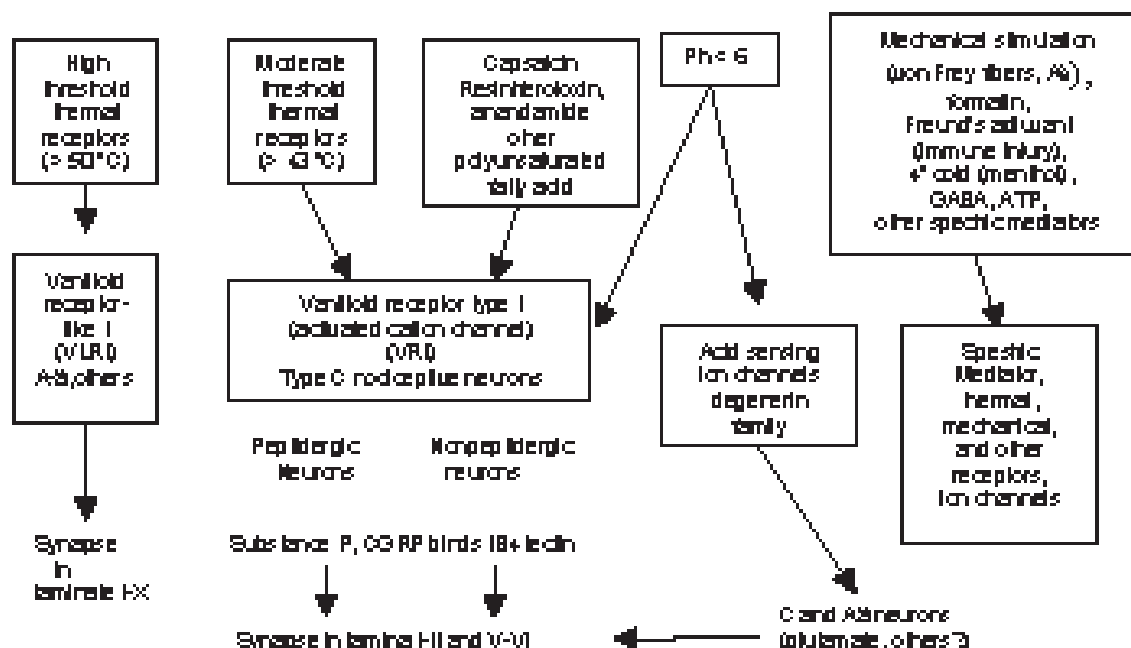 High
threshold
thermal
receptors
(> 50°C)
Moderate
threshold
thermal
receptors
(> 43°C)
Capsaicin
Resiniferotoxin,
anandamide
other
polyunsaturated
fatty acid
Ph < 6
Mechanical stimulation
(von Frey fibers, Aδ),
formalin,
Freund's adjuvant
(immune injury),
4° cold (menthol),
GABA, ATP,
other specific mediators
Vanilloid
receptor-
like 1
(VLRI)
A-δ, others
Vanilloid receptor type 1
(activated cation channel)
(VRI)
Type C nociceptive neurons
Acid sensing
ion channels
degenerin
family
Specific
Mediator,
thermal,
mechanical,
and other
receptors,
ion channels
Peptidergic
Neurons
Nonpeptidergic
neurons
Synapse
in
laminate I-X
Substance P, CGRP binds IB4 lectin
Synapse in lamina I-II and V-VI
C and Aδ neurons
(glutamate, others?)